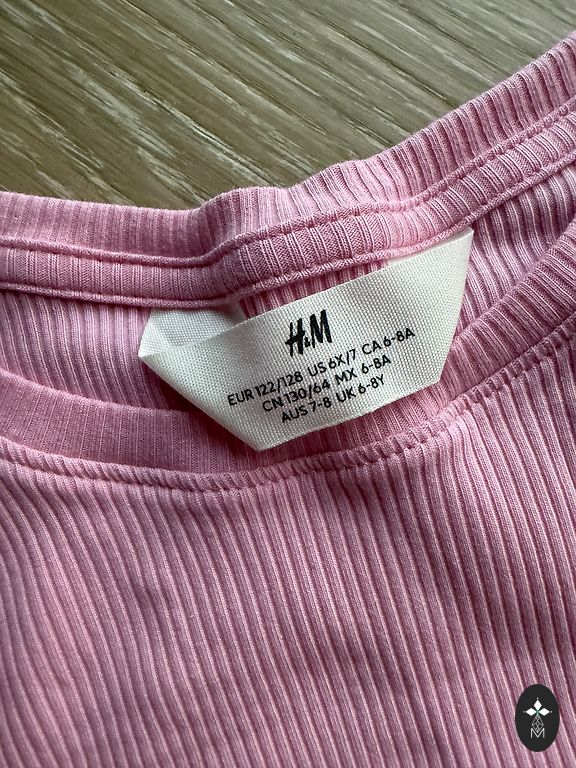 H&M
EUR 122/128 US 6X/7 CA 6-8A
CN 130/64 MX 6-8A
AUS 7-8 UK 6-8Y
M